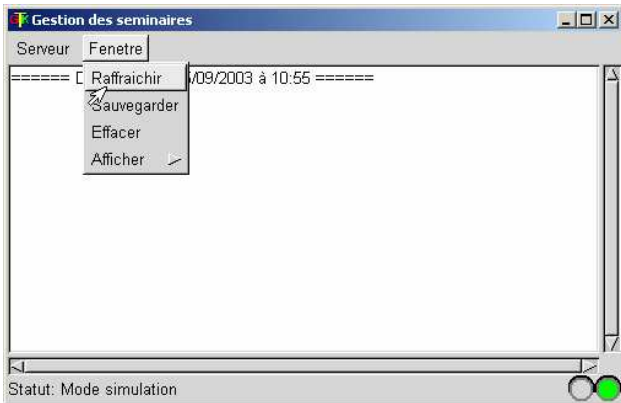 Gestion des seminaires
Serveur Fenetre
====== D /09/2003 à 10:55 ======
Raffraichir
Sauvegarder
Effacer
Afficher
Statut: Mode simulation